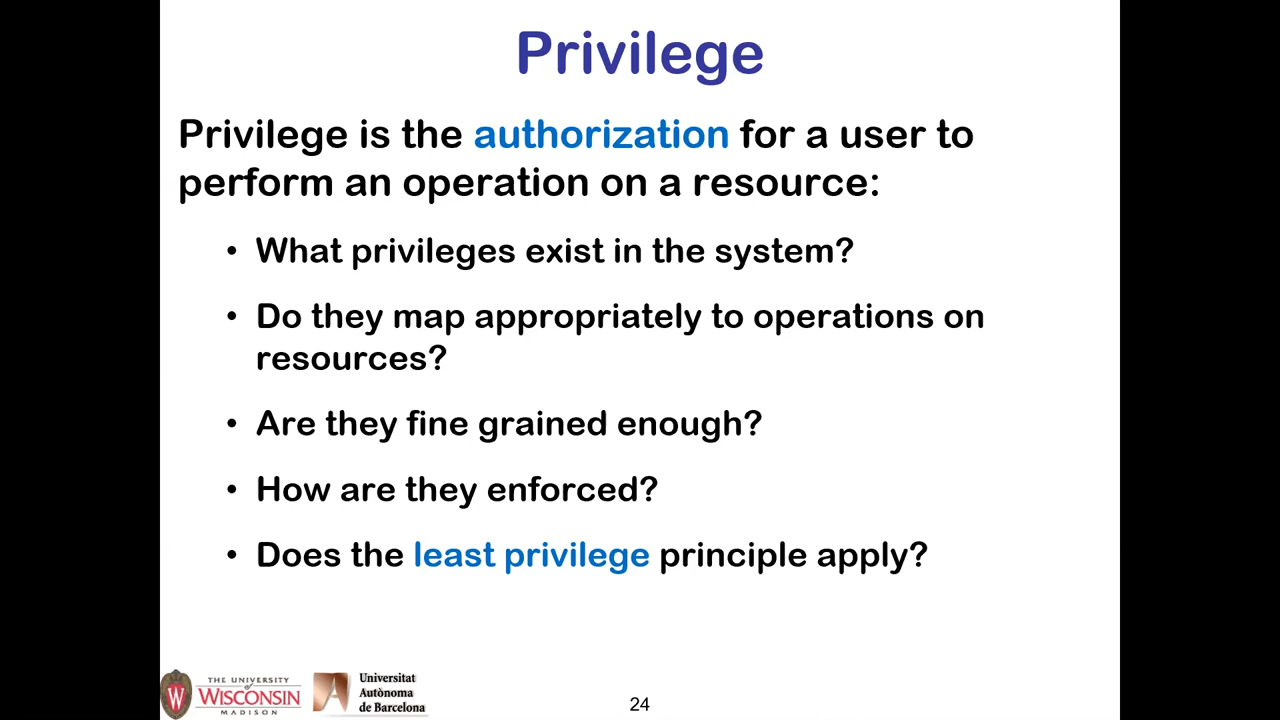 Privilege
Privilege is the authorization for a user to
perform an operation on a resource:
• What privileges exist in the system?
• Do they map appropriately to operations on
resources?
• Are they fine grained enough?
• How are they enforced?
• Does the least privilege principle apply?
W
THE UNIVERSITY
of
WISCONSIN
MADISON
Universitat
Autònoma
de Barcelona
24